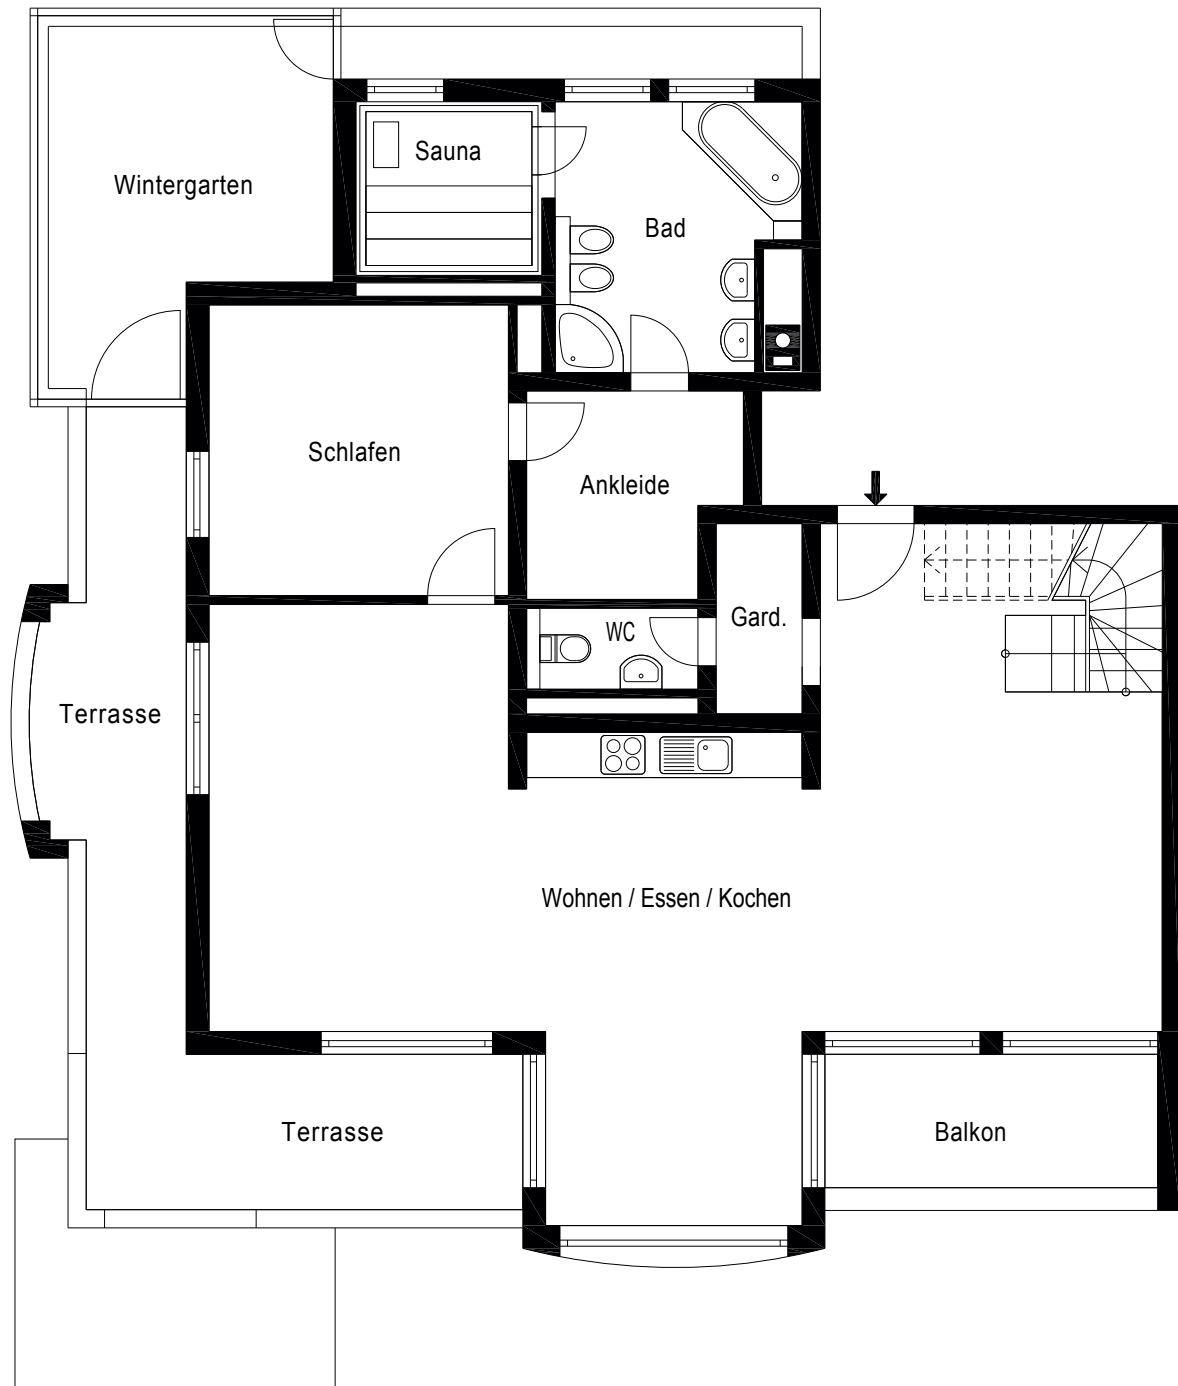 Sauna
Wintergarten
Bad
Schlafen
Ankleide
Gard.
WC
Terrasse
Wohnen / Essen / Kochen
Terrasse
Balkon